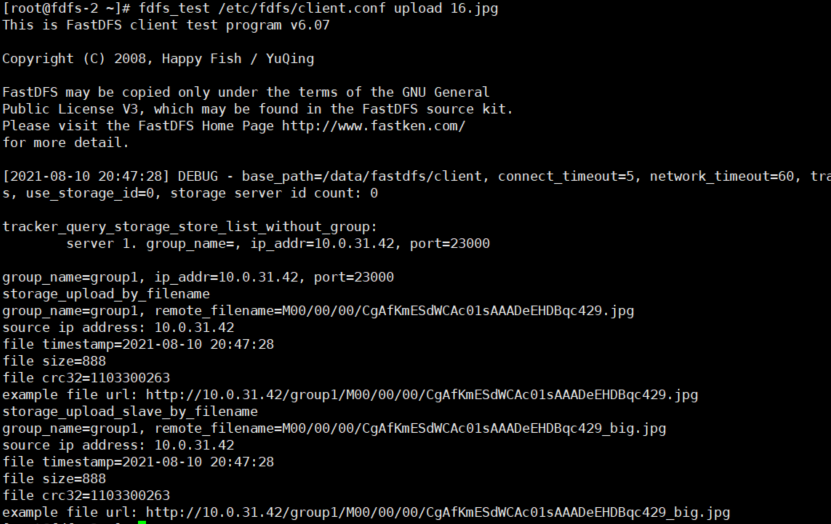 [root@fdfs-2 ~]# fdfs_test /etc/fdfs/client.conf upload 16.jpg
This is FastDFS client test program v6.07
Copyright (C) 2008, Happy Fish / YuQing
FastDFS may be copied only under the terms of the GNU General
Public License V3, which may be found in the FastDFS source kit.
Please visit the FastDFS Home Page http://www.fastken.com/
for more detail.
[2021-08-10 20:47:28] DEBUG - base_path=/data/fastdfs/client, connect_timeout=5, network_timeout=60, tra
s, use_storage_id=0, storage server id count: 0
tracker_query_storage_store_list_without_group:
server 1. group_name=, ip_addr=10.0.31.42, port=23000
group_name=group1, ip_addr=10.0.31.42, port=23000
storage_upload_by_filename
group_name=group1, remote_filename=M00/00/00/CgAfKmESdWCAc01sAAADeEHDBqc429.jpg
source ip address: 10.0.31.42
file timestamp=2021-08-10 20:47:28
file size=888
file crc32=1103300263
example file url: http://10.0.31.42/group1/M00/00/00/CgAfKmESdWCAc01sAAADeEHDBqc429.jpg
storage_upload_slave_by_filename
group_name=group1, remote_filename=M00/00/00/CgAfKmESdWCAc01sAAADeEHDBqc429_big.jpg
source ip address: 10.0.31.42
file timestamp=2021-08-10 20:47:28
file size=888
file crc32=1103300263
example file url: http://10.0.31.42/group1/M00/00/00/CgAfKmESdWCAc01sAAADeEHDBqc429_big.jpg